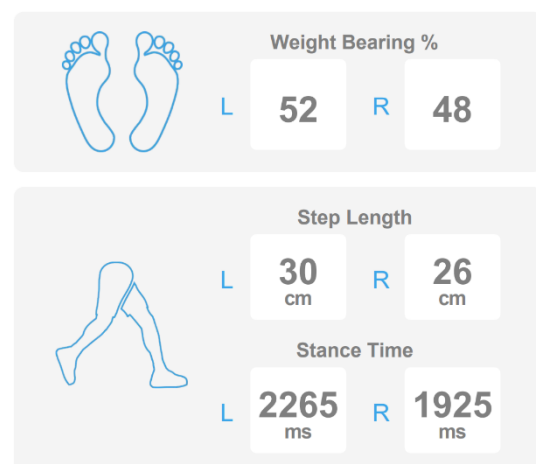 Weight Bearing %
L 52 R 48
Step Length
L 30 cm R 26 cm
Stance Time
L 2265 ms R 1925 ms